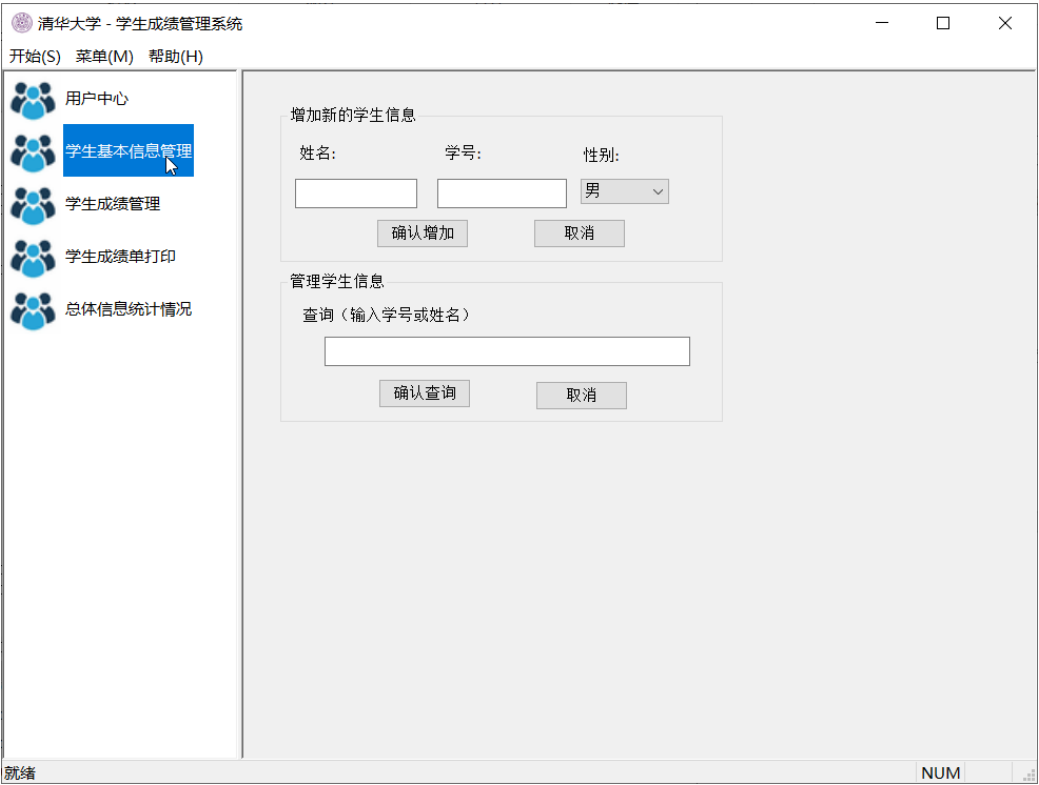 清华大学 - 学生成绩管理系统
开始(S) 菜单(M) 帮助(H)
用户中心
学生基本信息管理
学生成绩管理
学生成绩单打印
总体信息统计情况
增加新的学生信息
姓名: 学号: 性别:
男
确认增加 取消
管理学生信息
查询（输入学号或姓名）
确认查询 取消
就绪 NUM